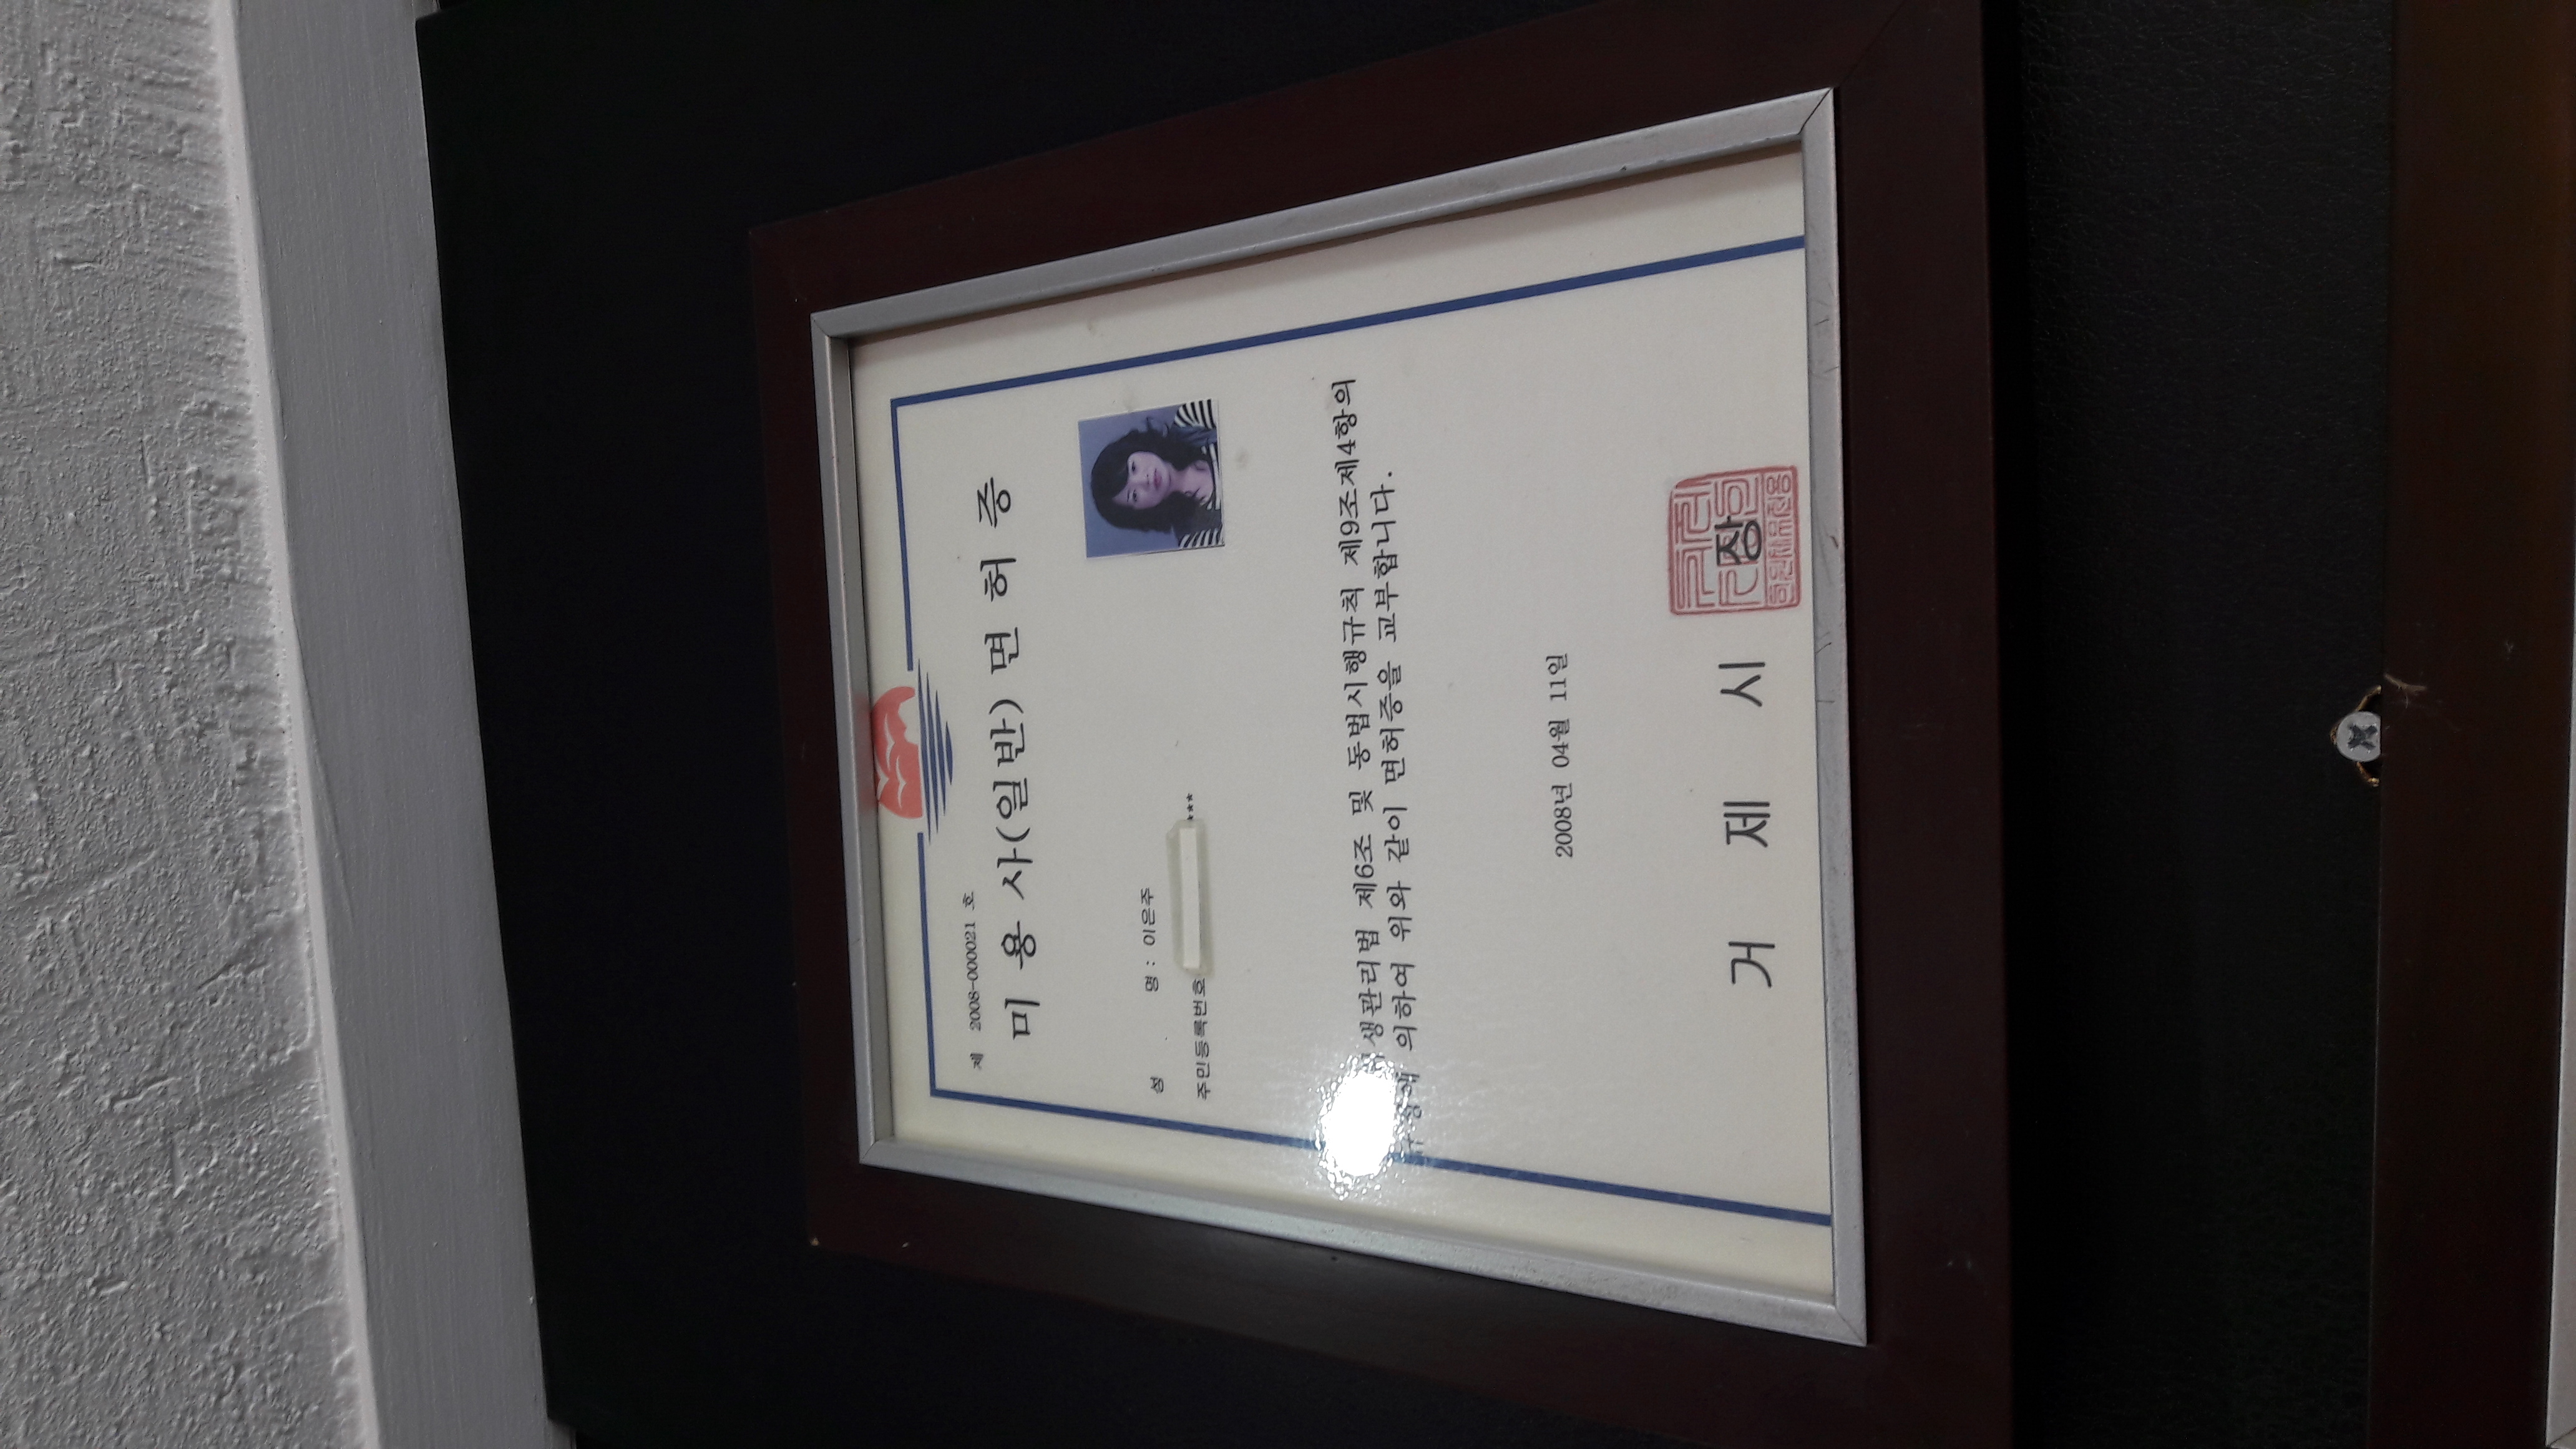 제 2008-000021 호
미 용 사(일반) 면 허 증
성 명 : 이은주
주민등록번호 ***
생관리법 제6조 및 동법시행규칙 제9조제4항의
의하여 위와 같이 면허증을 교부합니다.
2008년 04월 11일
거 제 시 장